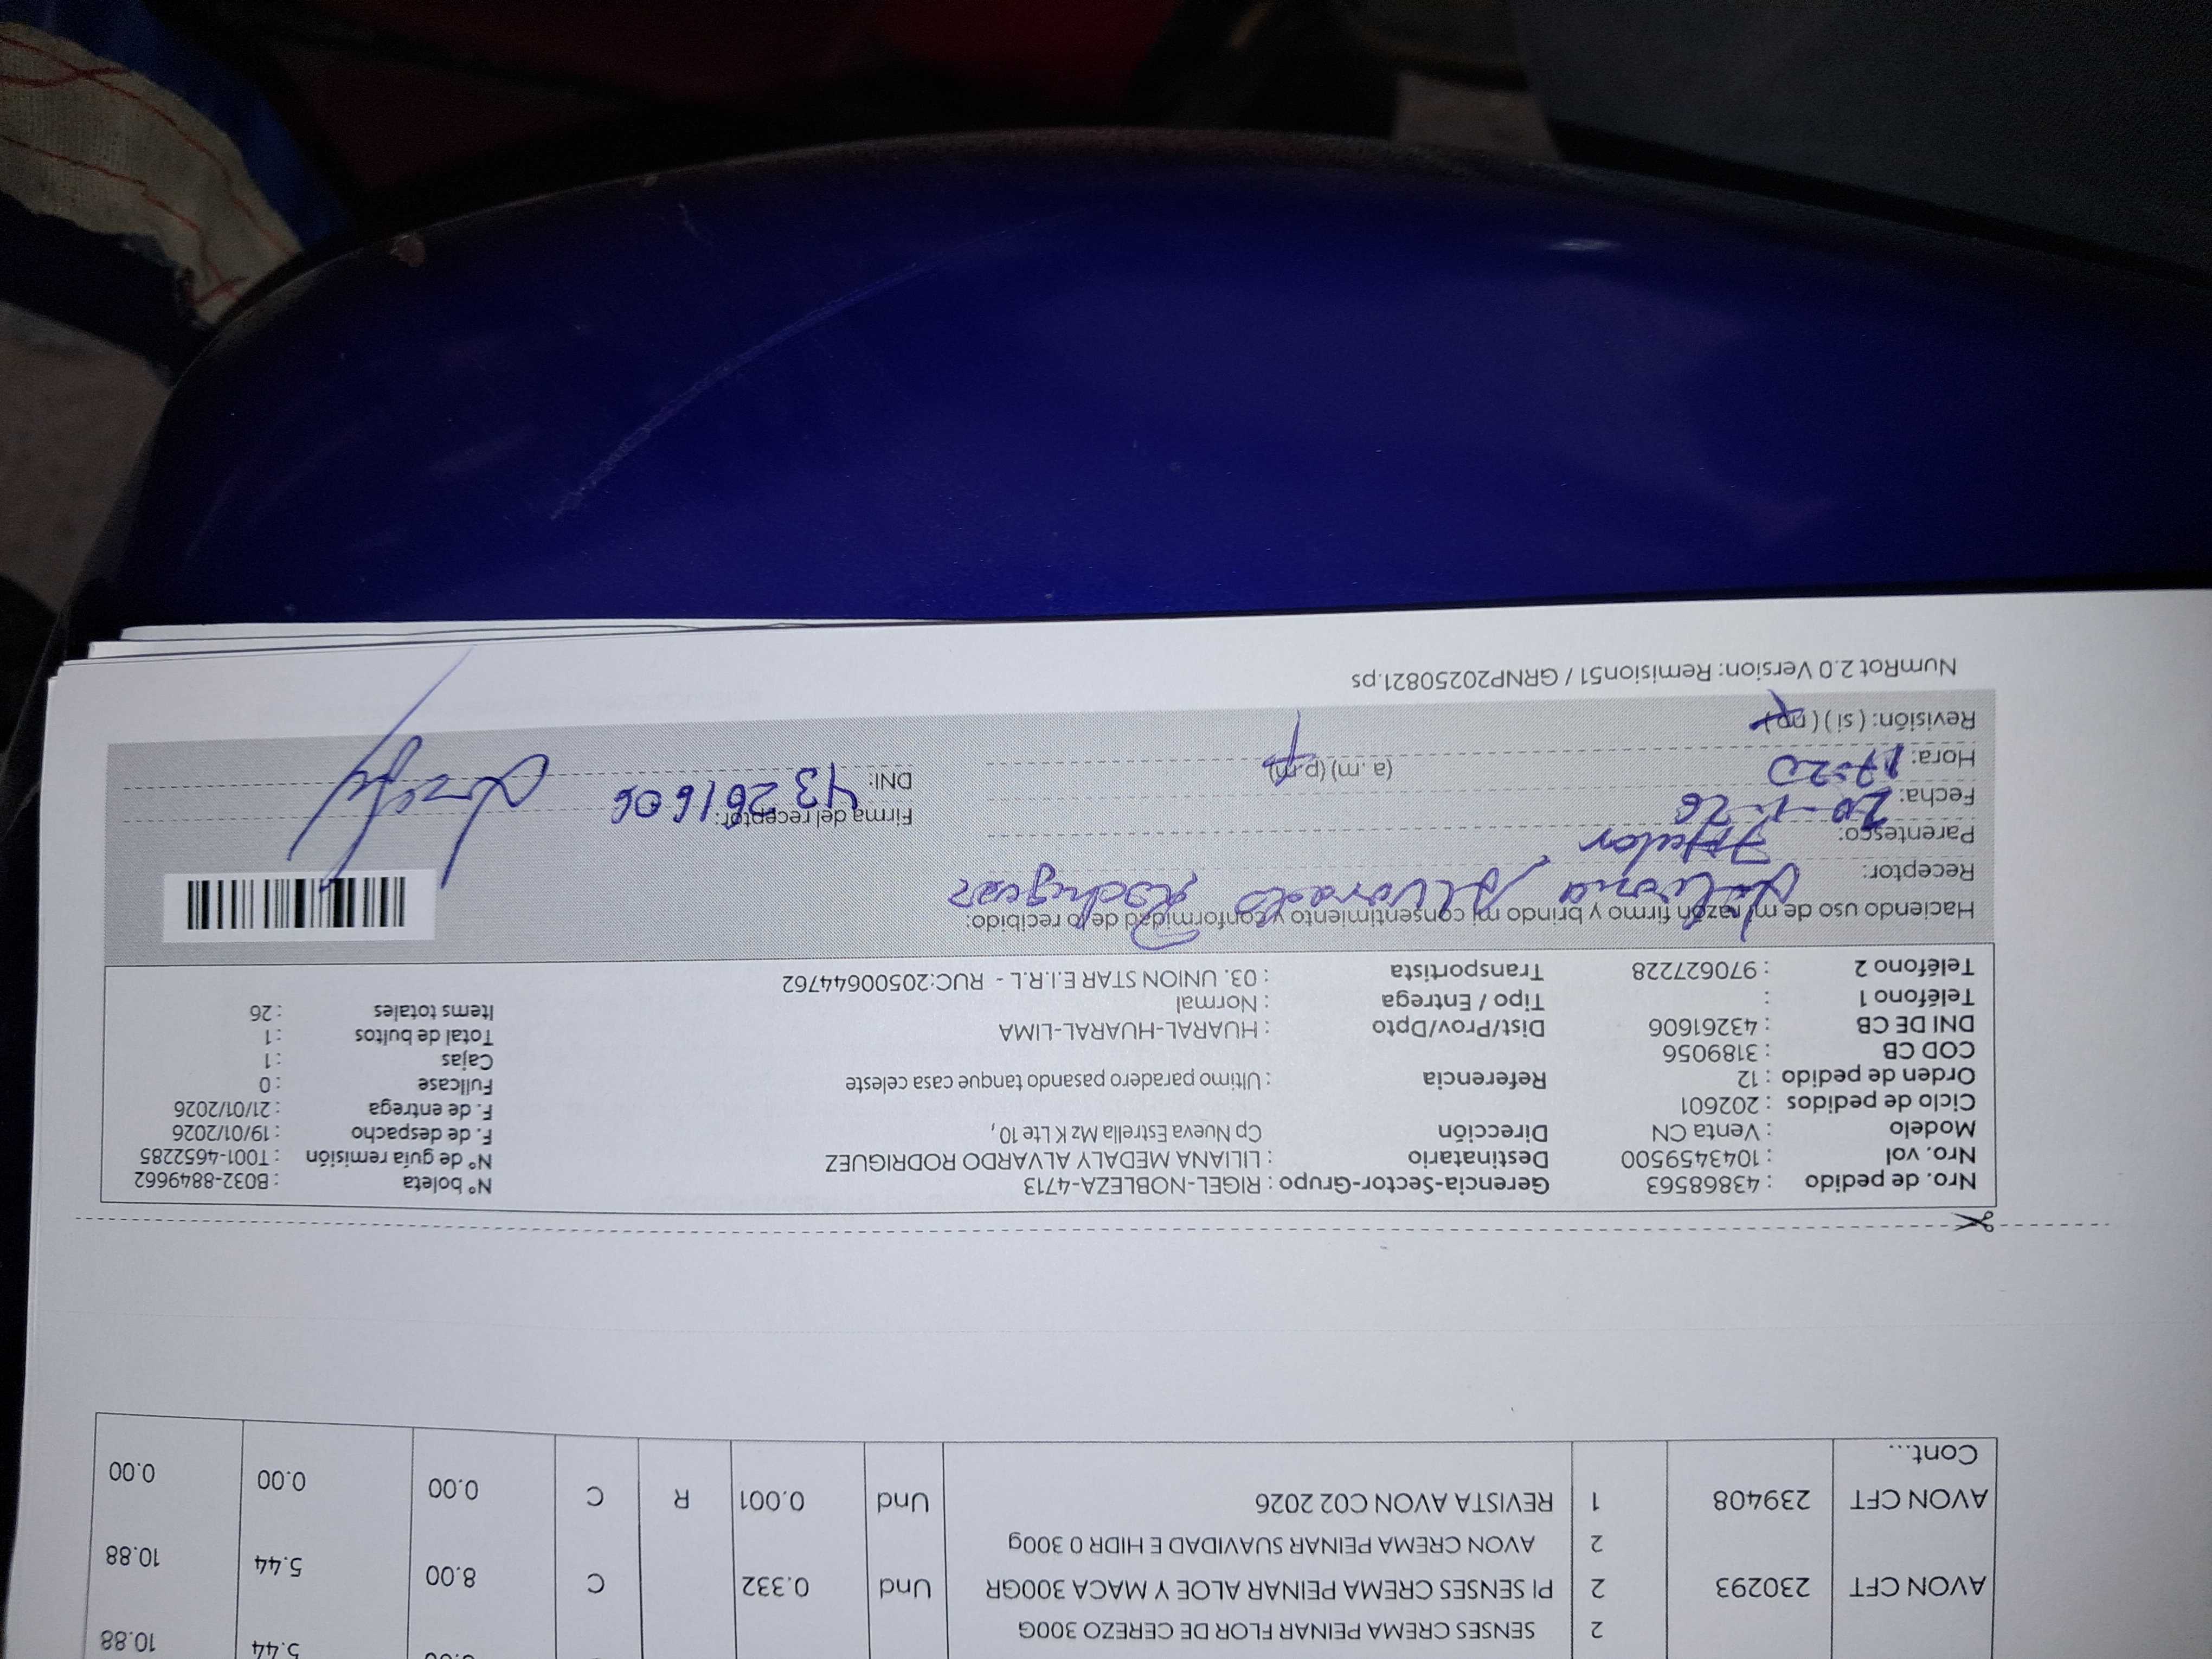 SENSES CREMA PEINAR FLOR DE CEREZO 300G 2 5.44 10.88
AVON CFT 230293 2 PI SENSES CREMA PEINAR ALOE Y MACA 300GR Und 0.332 C 8.00 5.44 10.88
2 AVON CREMA PEINAR SUAVIDAD E HIDR 0 300g
AVON CFT 239408 1 REVISTA AVON C02 2026 Und 0.001 R C 0.00 0.00 0.00
Cont...
Nro. de pedido : 43868563 Gerencia-Sector-Grupo : RIGEL-NOBLEZA-4713 N° boleta : B032-8849662
Nro. vol : 1043459500 Destinatario : LILIANA MEDALY ALVARDO RODRIGUEZ N° de guia remisión : T001-4652285
Modelo : Venta CN Dirección Cp Nueva Estrella Mz K Lte 10, F. de despacho : 19/01/2026
Ciclo de pedidos : 202601 F. de entrega : 21/01/2026
Orden de pedido : 12 Referencia : Ultimo paradero pasando tanque casa celeste Fullcase : 0
COD CB : 3189056 Cajas : 1
DNI DE CB : 43261606 Dist/Prov/Dpto : HUARAL-HUARAL-LIMA Total de bultos : 1
Teléfono 1 : Tipo / Entrega : Normal Items totales : 26
Teléfono 2 : 970627228 Transportista : 03. UNION STAR E.I.R.L - RUC:20500644762
Haciendo uso de mi razón firmo y brindo mi consentimiento y conformidad de lo recibido:
Receptor: Liliana Alvarado Rodriguez
Parentesco: Titular
Fecha: 20-1-26 Firma del receptor:
Hora: 17:20 (a. m) (p.m) DNI: 43261606
Revisión: ( si ) ( no )
NumRot 2.0 Version: Remision51 / GRNP20250821.ps